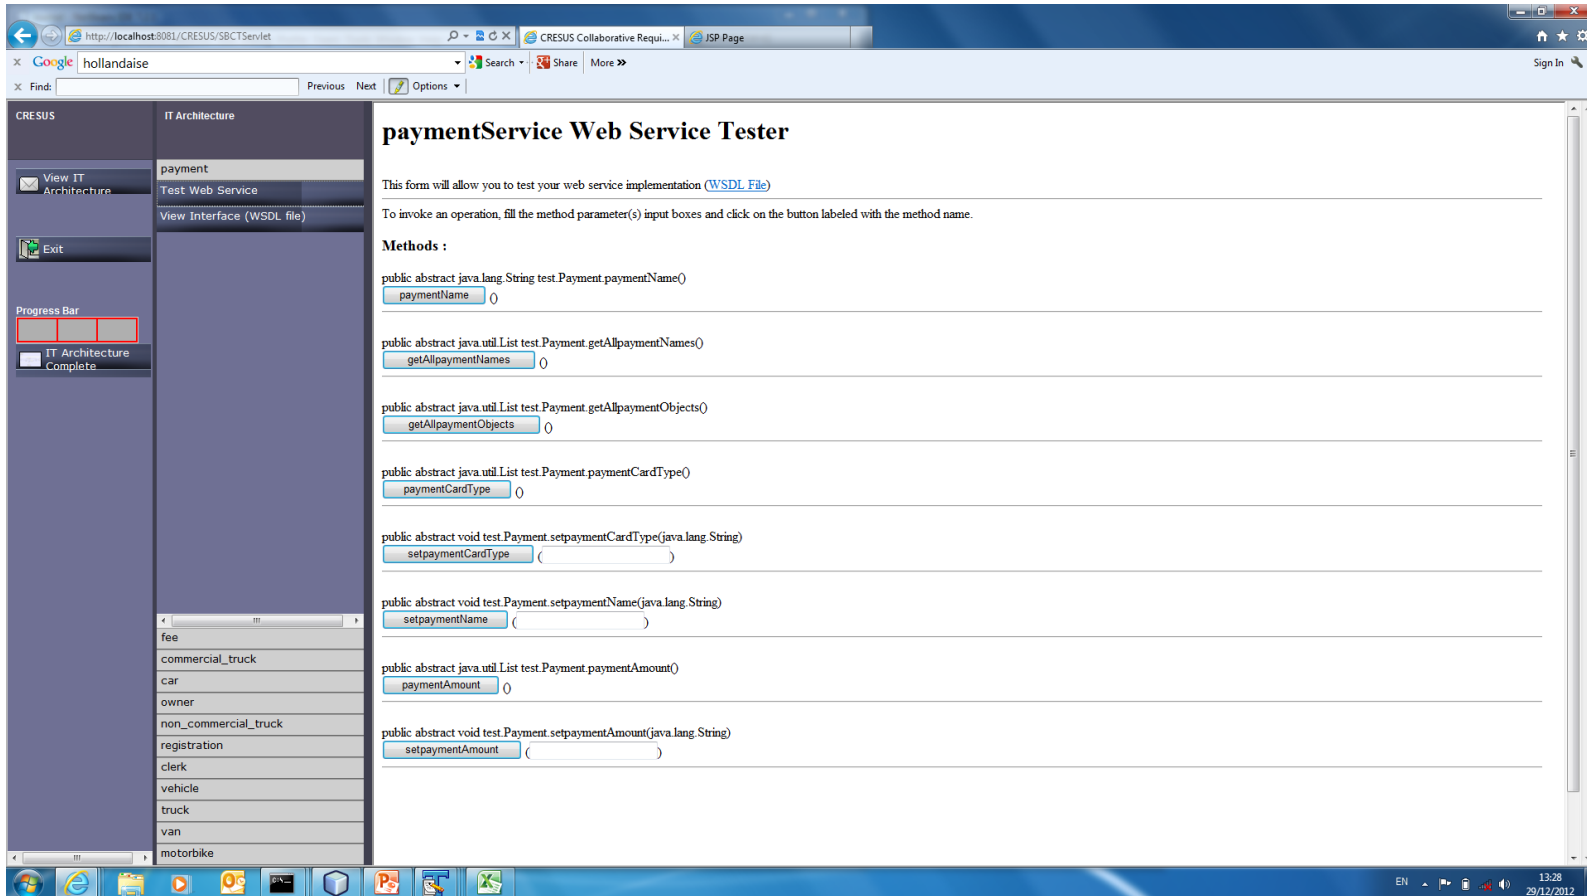 http://localhost:8081/CRESUS/SBCTServlet
CRESUS Collaborative Requi...
JSP Page
x Google hollandaise
Search
Share
More »
Sign In
x Find:
Previous Next
Options
CRESUS
View IT Architecture
Exit
Progress Bar
IT Architecture Complete
IT Architecture
payment
Test Web Service
View Interface (WSDL file)
fee
commercial_truck
car
owner
non_commercial_truck
registration
clerk
vehicle
truck
van
motorbike
paymentService Web Service Tester
This form will allow you to test your web service implementation (WSDL File)
To invoke an operation, fill the method parameter(s) input boxes and click on the button labeled with the method name.
Methods :
public abstract java.lang.String test.Payment.paymentName()
paymentName ()
public abstract java.util.List test.Payment.getAllpaymentNames()
getAllpaymentNames ()
public abstract java.util.List test.Payment.getAllpaymentObjects()
getAllpaymentObjects ()
public abstract java.util.List test.Payment.paymentCardType()
paymentCardType ()
public abstract void test.Payment.setpaymentCardType(java.lang.String)
setpaymentCardType ( )
public abstract void test.Payment.setpaymentName(java.lang.String)
setpaymentName ( )
public abstract java.util.List test.Payment.paymentAmount()
paymentAmount ()
public abstract void test.Payment.setpaymentAmount(java.lang.String)
setpaymentAmount ( )
EN
13:28
29/12/2012